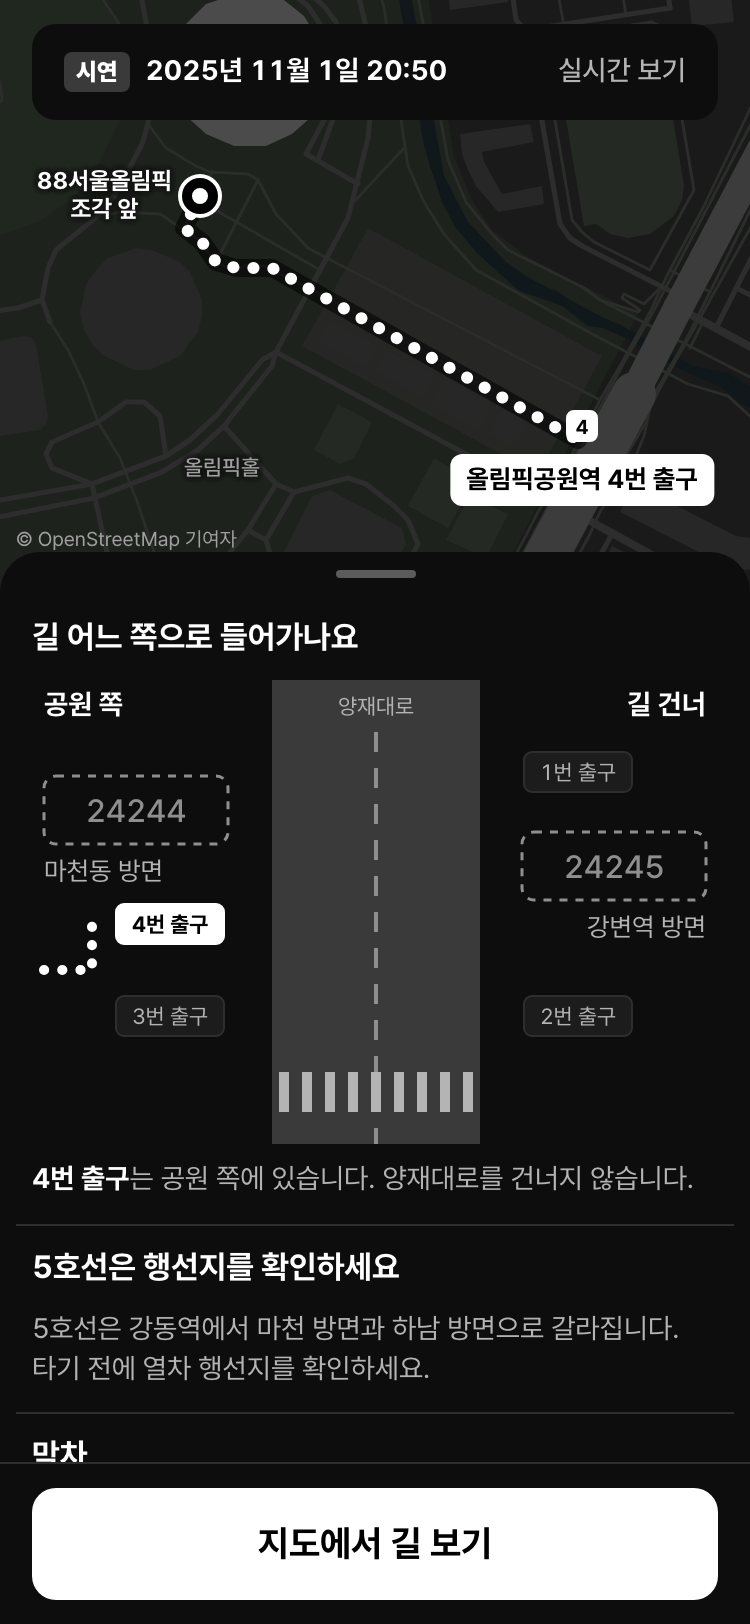 시연 2025년 11월 1일 20:50 실시간 보기
88서울올림픽
조각 앞
4
올림픽홀
올림픽공원역 4번 출구
© OpenStreetMap 기여자
길 어느 쪽으로 들어가나요
공원 쪽 양재대로 길 건너
1번 출구
24244
24245
마천동 방면
강변역 방면
4번 출구
3번 출구 2번 출구
4번 출구는 공원 쪽에 있습니다. 양재대로를 건너지 않습니다.
5호선은 행선지를 확인하세요
5호선은 강동역에서 마천 방면과 하남 방면으로 갈라집니다.
타기 전에 열차 행선지를 확인하세요.
막차
지도에서 길 보기